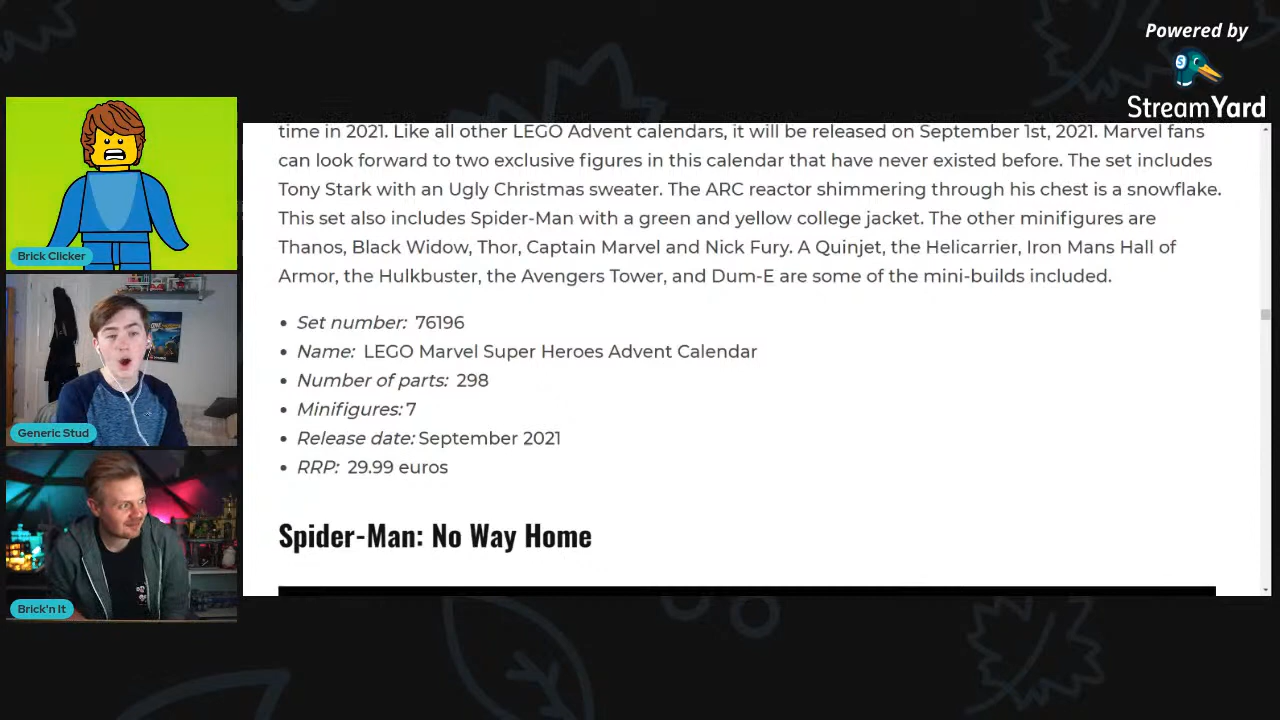 Powered by
StreamYard
time in 2021. Like all other LEGO Advent calendars, it will be released on September 1st, 2021. Marvel fans
can look forward to two exclusive figures in this calendar that have never existed before. The set includes
Tony Stark with an Ugly Christmas sweater. The ARC reactor shimmering through his chest is a snowflake.
This set also includes Spider-Man with a green and yellow college jacket. The other minifigures are
Thanos, Black Widow, Thor, Captain Marvel and Nick Fury. A Quinjet, the Helicarrier, Iron Mans Hall of
Armor, the Hulkbuster, the Avengers Tower, and Dum-E are some of the mini-builds included.
• Set number: 76196
• Name: LEGO Marvel Super Heroes Advent Calendar
• Number of parts: 298
• Minifigures: 7
• Release date: September 2021
• RRP: 29.99 euros
Spider-Man: No Way Home
Brick Clicker
Generic Stud
Brick'n It